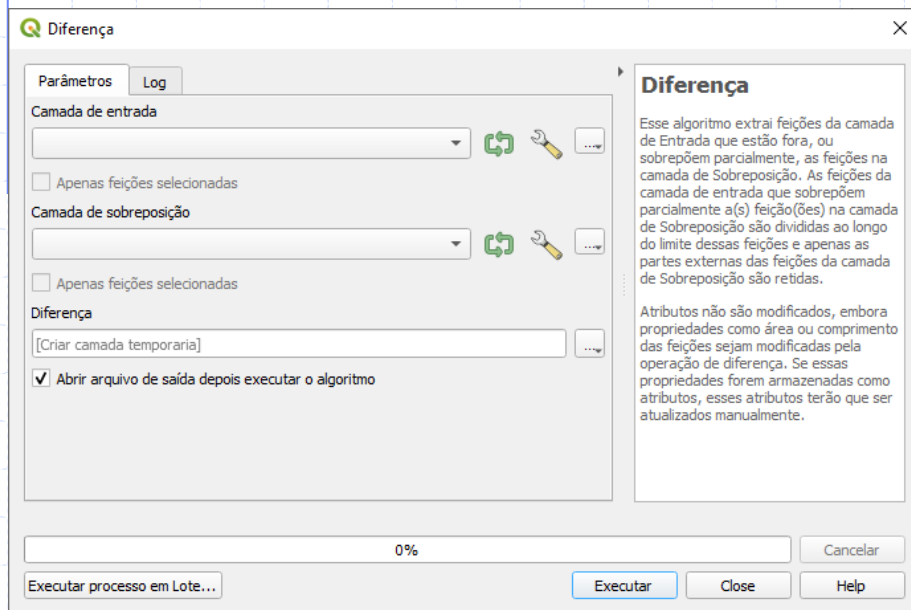 Diferença
Parâmetros
Log
Camada de entrada
Apenas feições selecionadas
Camada de sobreposição
Apenas feições selecionadas
Diferença
[Criar camada temporaria]
Abrir arquivo de saída depois executar o algoritmo
Diferença
Esse algoritmo extrai feições da camada
de Entrada que estão fora, ou
sobrepõem parcialmente, as feições na
camada de Sobreposição. As feições da
camada de entrada que sobrepõem
parcialmente a(s) feição(ões) na camada
de Sobreposição são divididas ao longo
do limite dessas feições e apenas as
partes externas das feições da camada
de Sobreposição são retidas.
Atributos não são modificados, embora
propriedades como área ou comprimento
das feições sejam modificadas pela
operação de diferença. Se essas
propriedades forem armazenadas como
atributos, esses atributos terão que ser
atualizados manualmente.
0%
Cancelar
Executar processo em Lote...
Executar
Close
Help